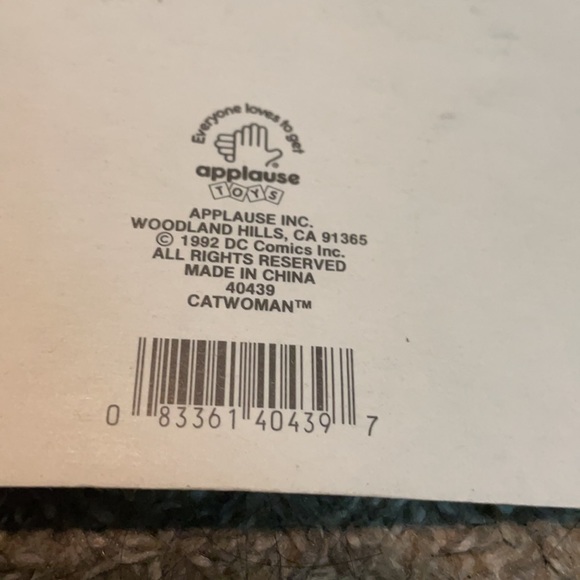 Everyone loves to get
applause
TOYS
APPLAUSE INC.
WOODLAND HILLS, CA 91365
© 1992 DC Comics Inc.
ALL RIGHTS RESERVED
MADE IN CHINA
40439
CATWOMAN™
0 83361 40439 7